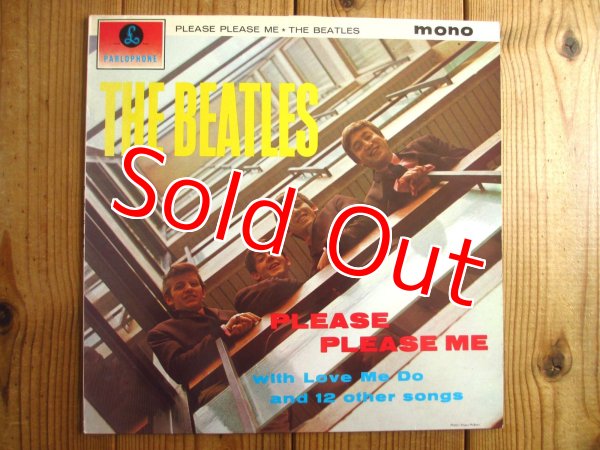 PLEASE PLEASE ME ★ THE BEATLES
mono
PARLOPHONE
THE BEATLES
Sold Out
PLEASE
PLEASE ME
with Love Me Do
and 12 other songs